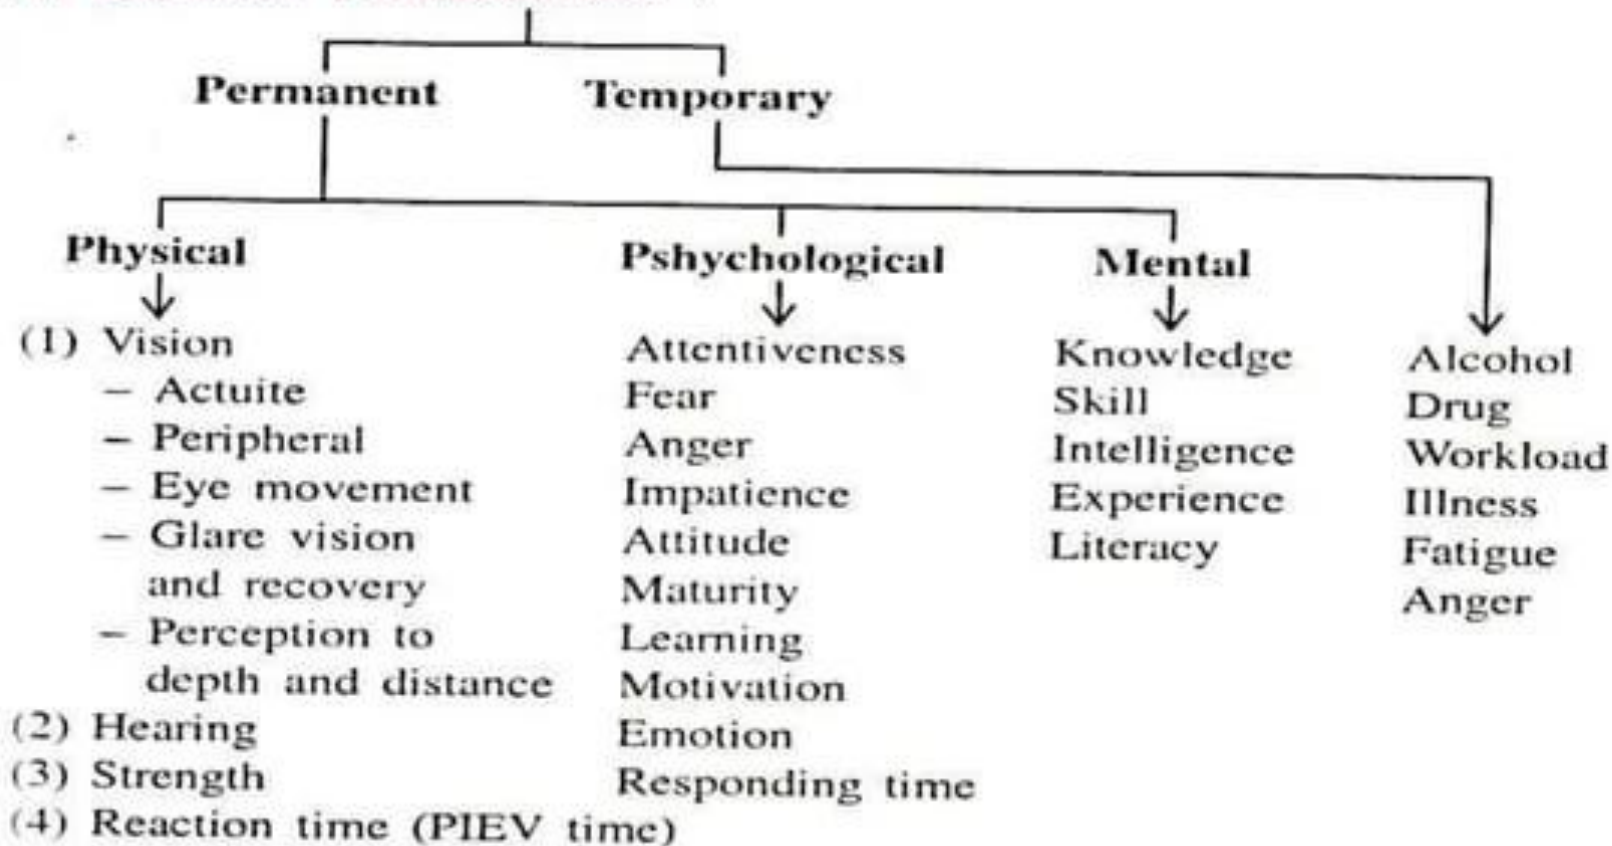 Permanent
Temporary
Physical
Pshychological
Mental
(1) Vision
– Actuite
– Peripheral
– Eye movement
– Glare vision
and recovery
– Perception to
depth and distance
(2) Hearing
(3) Strength
(4) Reaction time (PIEV time)
Attentiveness
Fear
Anger
Impatience
Attitude
Maturity
Learning
Motivation
Emotion
Responding time
Knowledge
Skill
Intelligence
Experience
Literacy
Alcohol
Drug
Workload
Illness
Fatigue
Anger